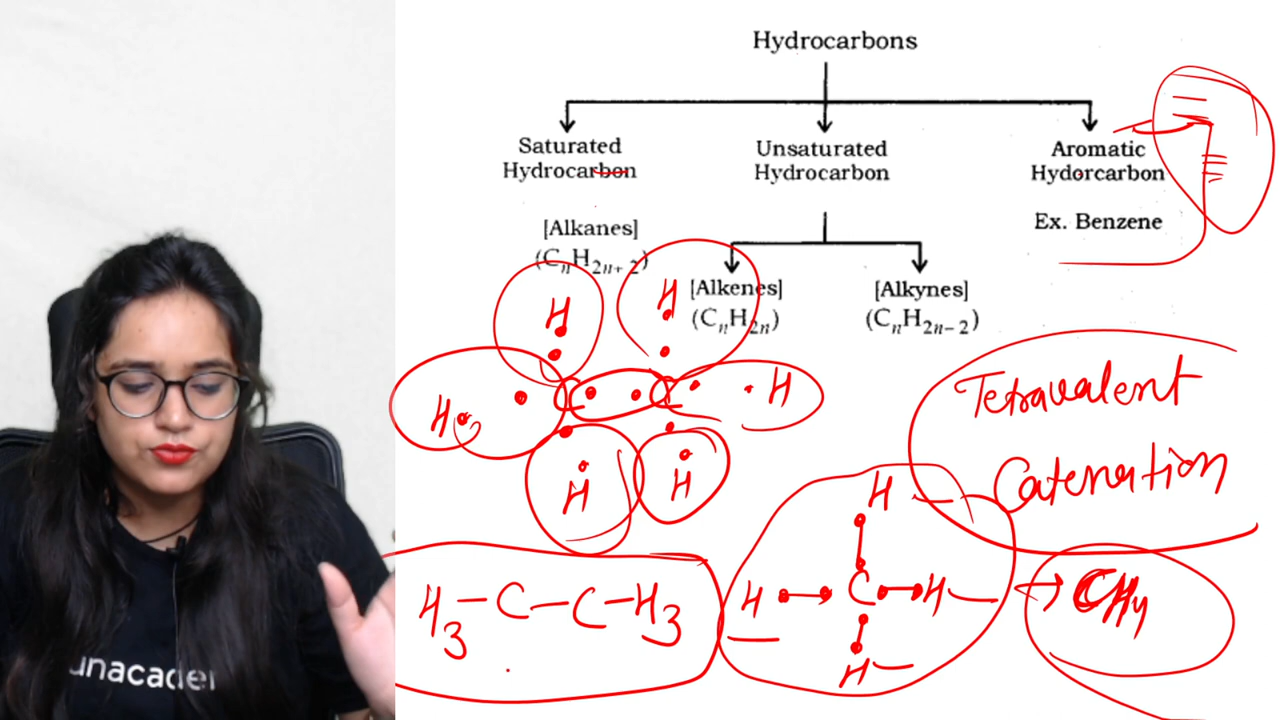 Hydrocarbons
Saturated
Hydrocarbon
Unsaturated
Hydrocarbon
Aromatic
Hydorcarbon
Ex. Benzene
[Alkanes]
(CnH2n+2)
[Alkenes]
(CnH2n)
[Alkynes]
(CnH2n-2)
H H
H C C H
H H
Tetravalent
Catenation
H
H C H → CH4
H
H3-C-C-H3
unacade